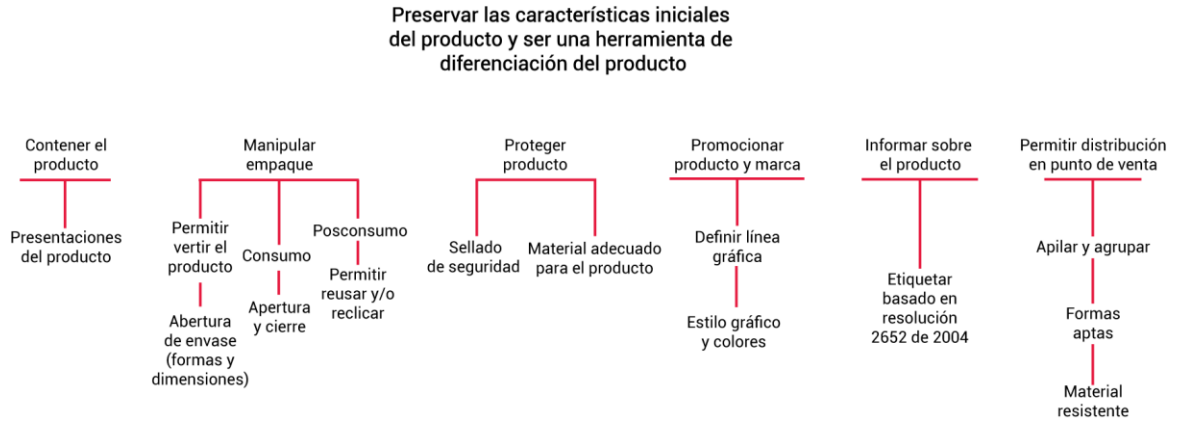 Preservar las características iniciales
del producto y ser una herramienta de
diferenciación del producto
Contener el
producto
Presentaciones
del producto
Manipular
empaque
Permitir
vertir el
producto
Abertura
de envase
(formas y
dimensiones)
Consumo
Apertura
y cierre
Posconsumo
Permitir
reusar y/o
reclicar
Proteger
producto
Sellado
de seguridad
Material adecuado
para el producto
Promocionar
producto y marca
Definir línea
gráfica
Estilo gráfico
y colores
Informar sobre
el producto
Etiquetar
basado en
resolución
2652 de 2004
Permitir distribución
en punto de venta
Apilar y agrupar
Formas
aptas
Material
resistente